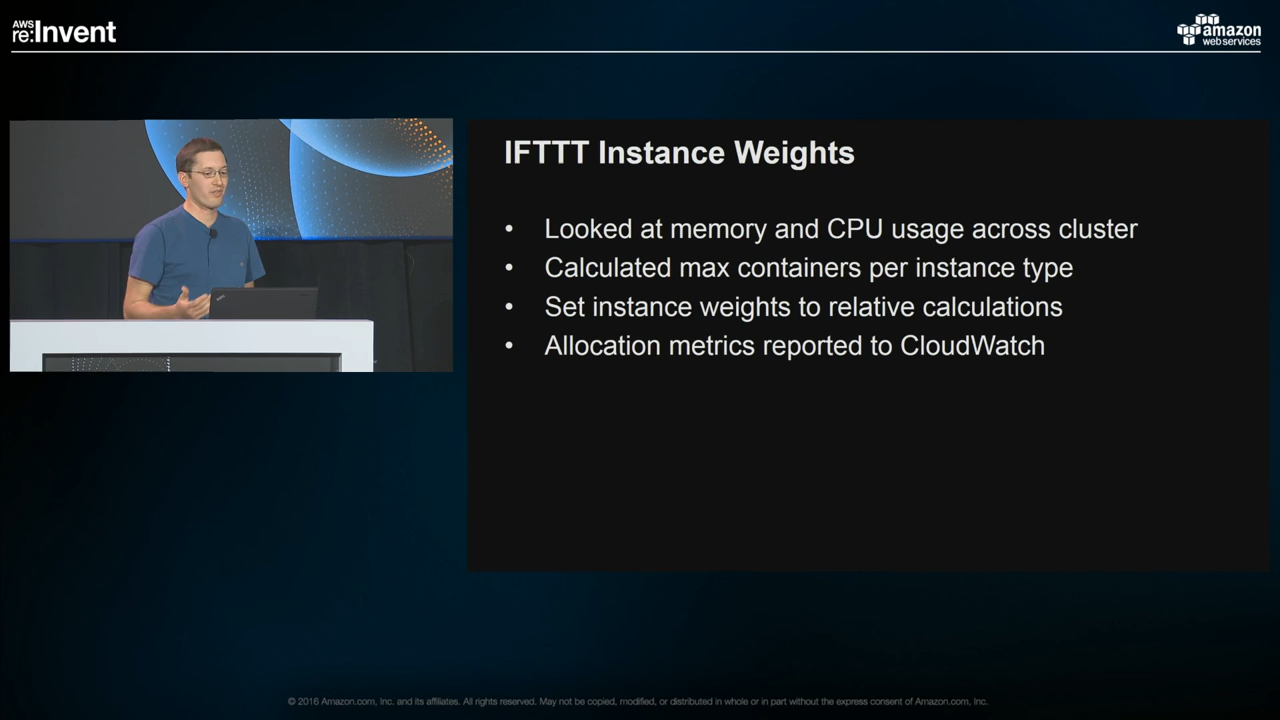 AWS
re:Invent
amazon
web services
IFTTT Instance Weights
• Looked at memory and CPU usage across cluster
• Calculated max containers per instance type
• Set instance weights to relative calculations
• Allocation metrics reported to CloudWatch
© 2016 Amazon.com, Inc. and its affiliates. All rights reserved. May not be copied, modified, or distributed in whole or in part without the express consent of Amazon.com, Inc.